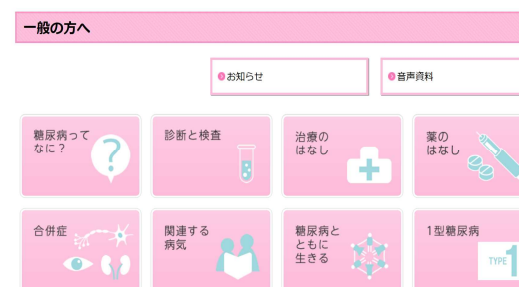 一般の方へ
お知らせ
音声資料
糖尿病って
なに？
診断と検査
治療の
はなし
薬の
はなし
合併症
関連する
病気
糖尿病と
ともに
生きる
1型糖尿病
TYPE 1